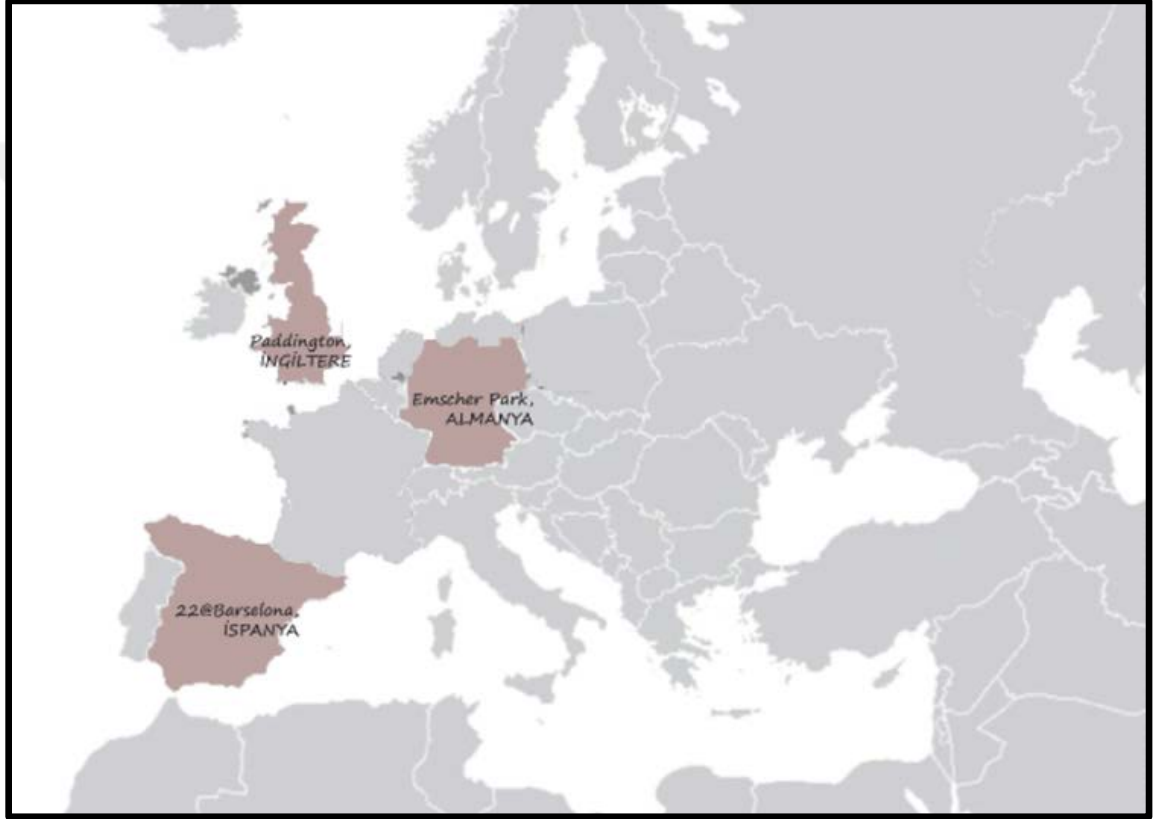 Paddington,
İNGİLTERE
Emscher Park,
ALMANYA
22@Barselona,
İSPANYA